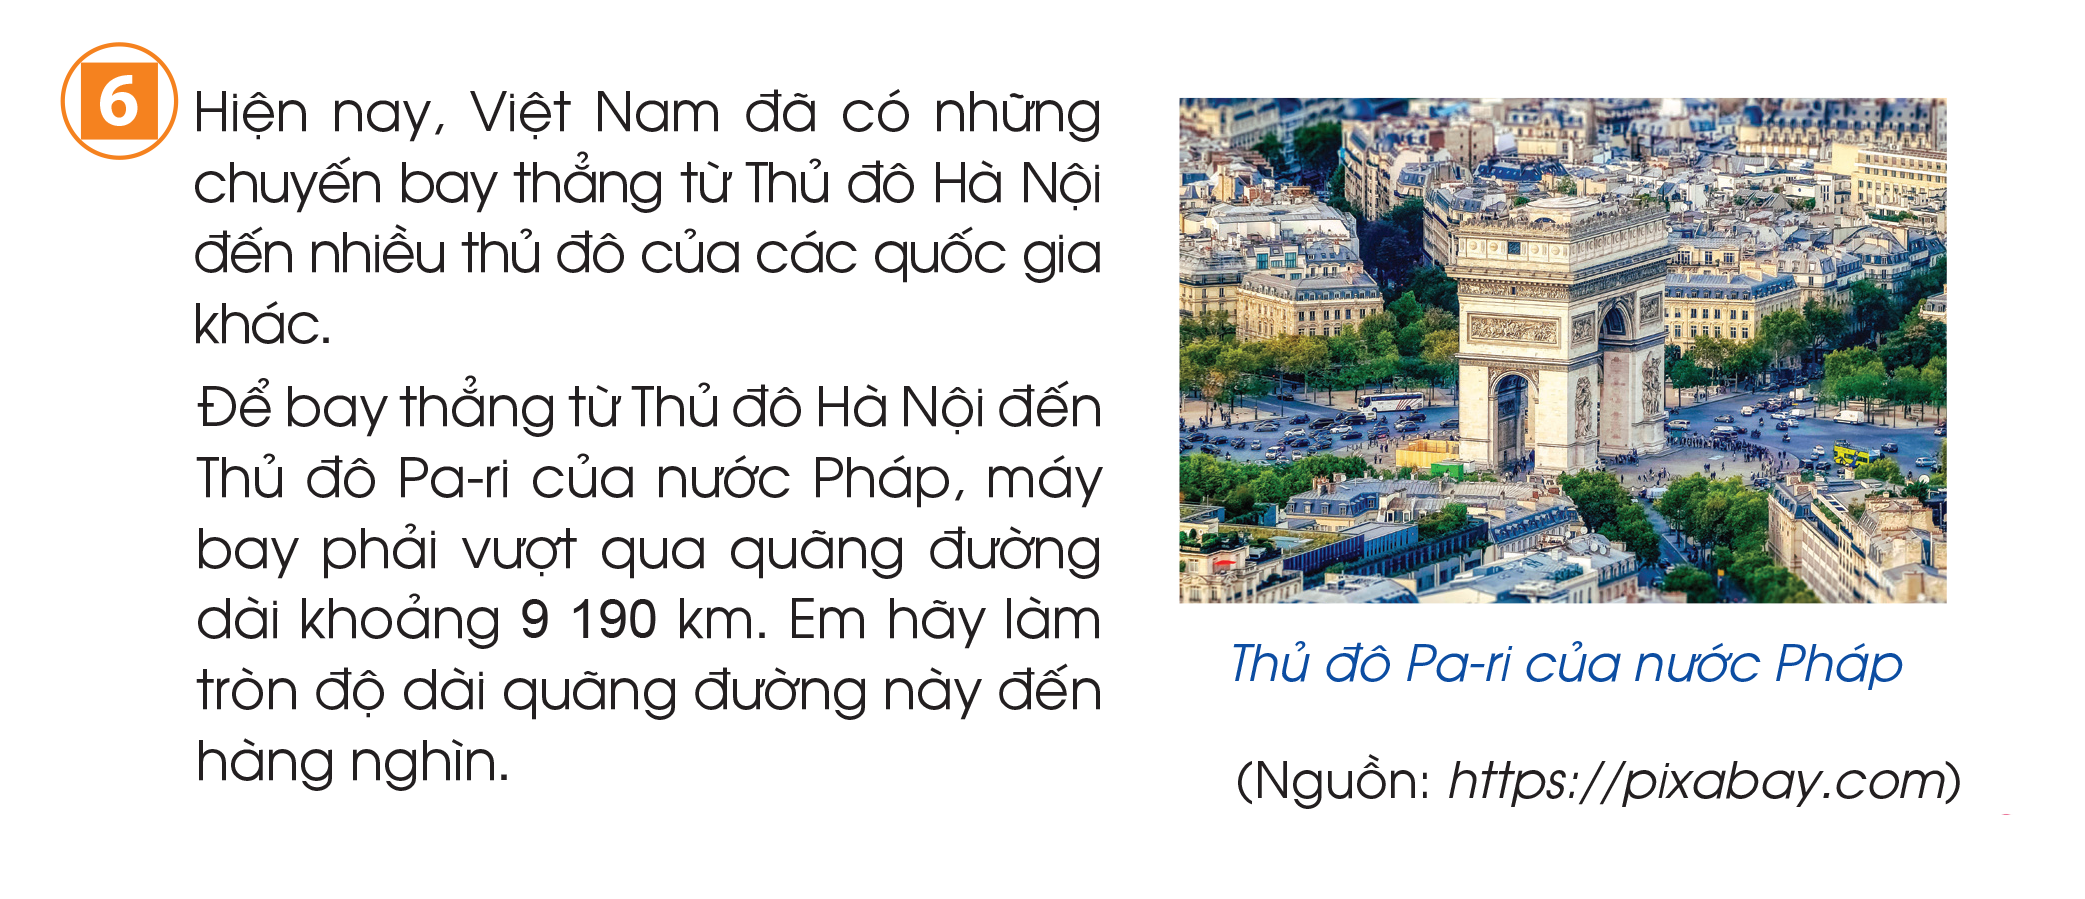 6
Hiện nay, Việt Nam đã có những
chuyến bay thẳng từ Thủ đô Hà Nội
đến nhiều thủ đô của các quốc gia
khác.
Để bay thẳng từ Thủ đô Hà Nội đến
Thủ đô Pa-ri của nước Pháp, máy
bay phải vượt qua quãng đường
dài khoảng 9 190 km. Em hãy làm
tròn độ dài quãng đường này đến
hàng nghìn.
Thủ đô Pa-ri của nước Pháp
(Nguồn: https://pixabay.com)